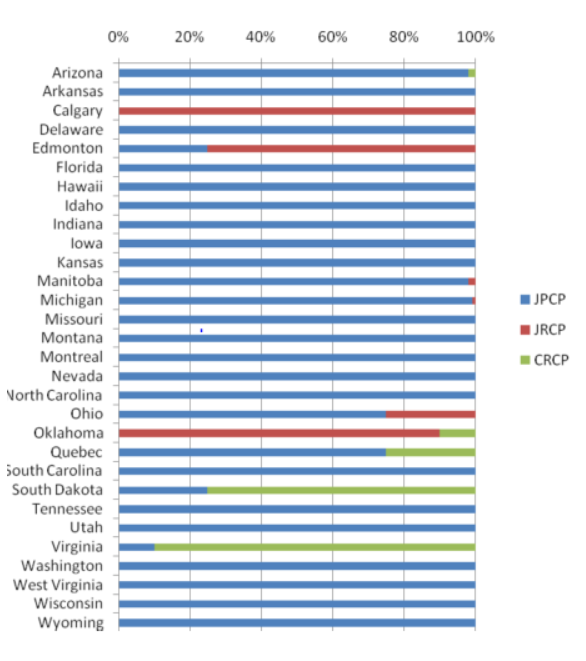 0% 20% 40% 60% 80% 100%
Arizona
Arkansas
Calgary
Delaware
Edmonton
Florida
Hawaii
Idaho
Indiana
Iowa
Kansas
Manitoba
Michigan
Missouri
Montana
Montreal
Nevada
North Carolina
Ohio
Oklahoma
Quebec
South Carolina
South Dakota
Tennessee
Utah
Virginia
Washington
West Virginia
Wisconsin
Wyoming
JPCP
JRCP
CRCP